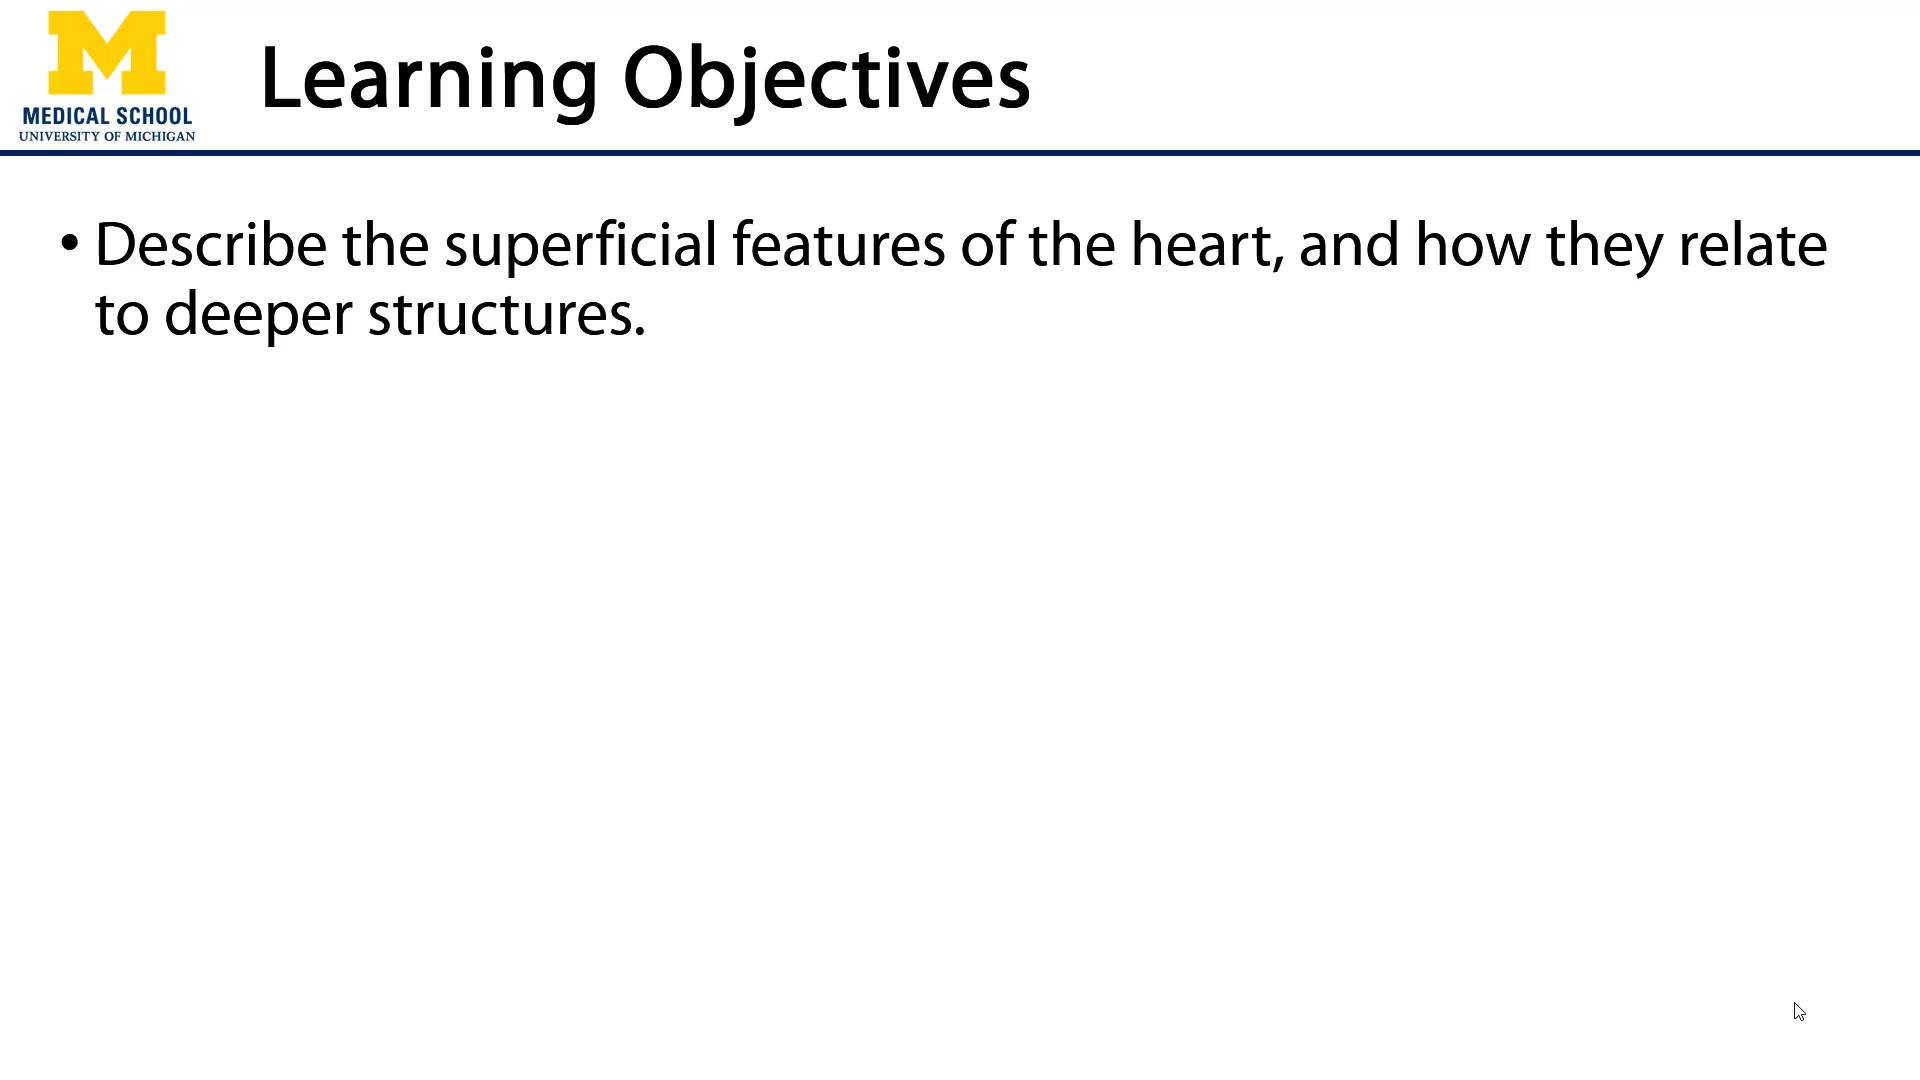 M
MEDICAL SCHOOL
UNIVERSITY OF MICHIGAN
Learning Objectives
• Describe the superficial features of the heart, and how they relate
to deeper structures.